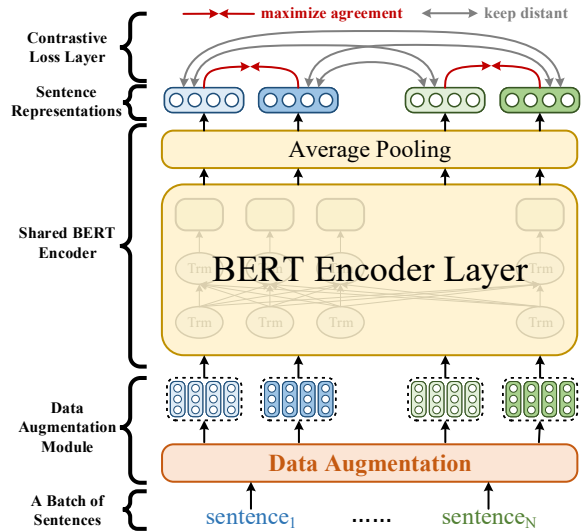 Contrastive
Loss Layer
maximize agreement
keep distant
Sentence
Representations
Average Pooling
Shared BERT
Encoder
BERT Encoder Layer
Trm Trm Trm Trm
Trm Trm Trm Trm
Data
Augmentation
Module
Data Augmentation
A Batch of
Sentences
sentence1 ...... sentenceN